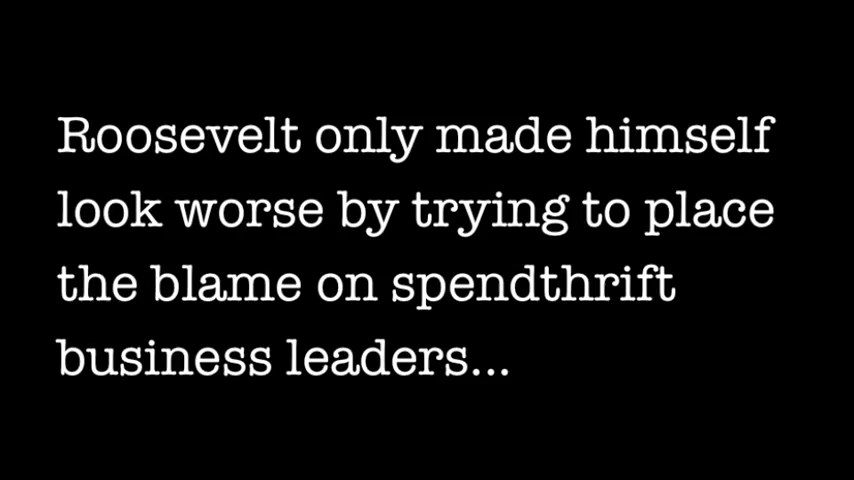 Roosevelt only made himself
look worse by trying to place
the blame on spendthrift
business leaders...